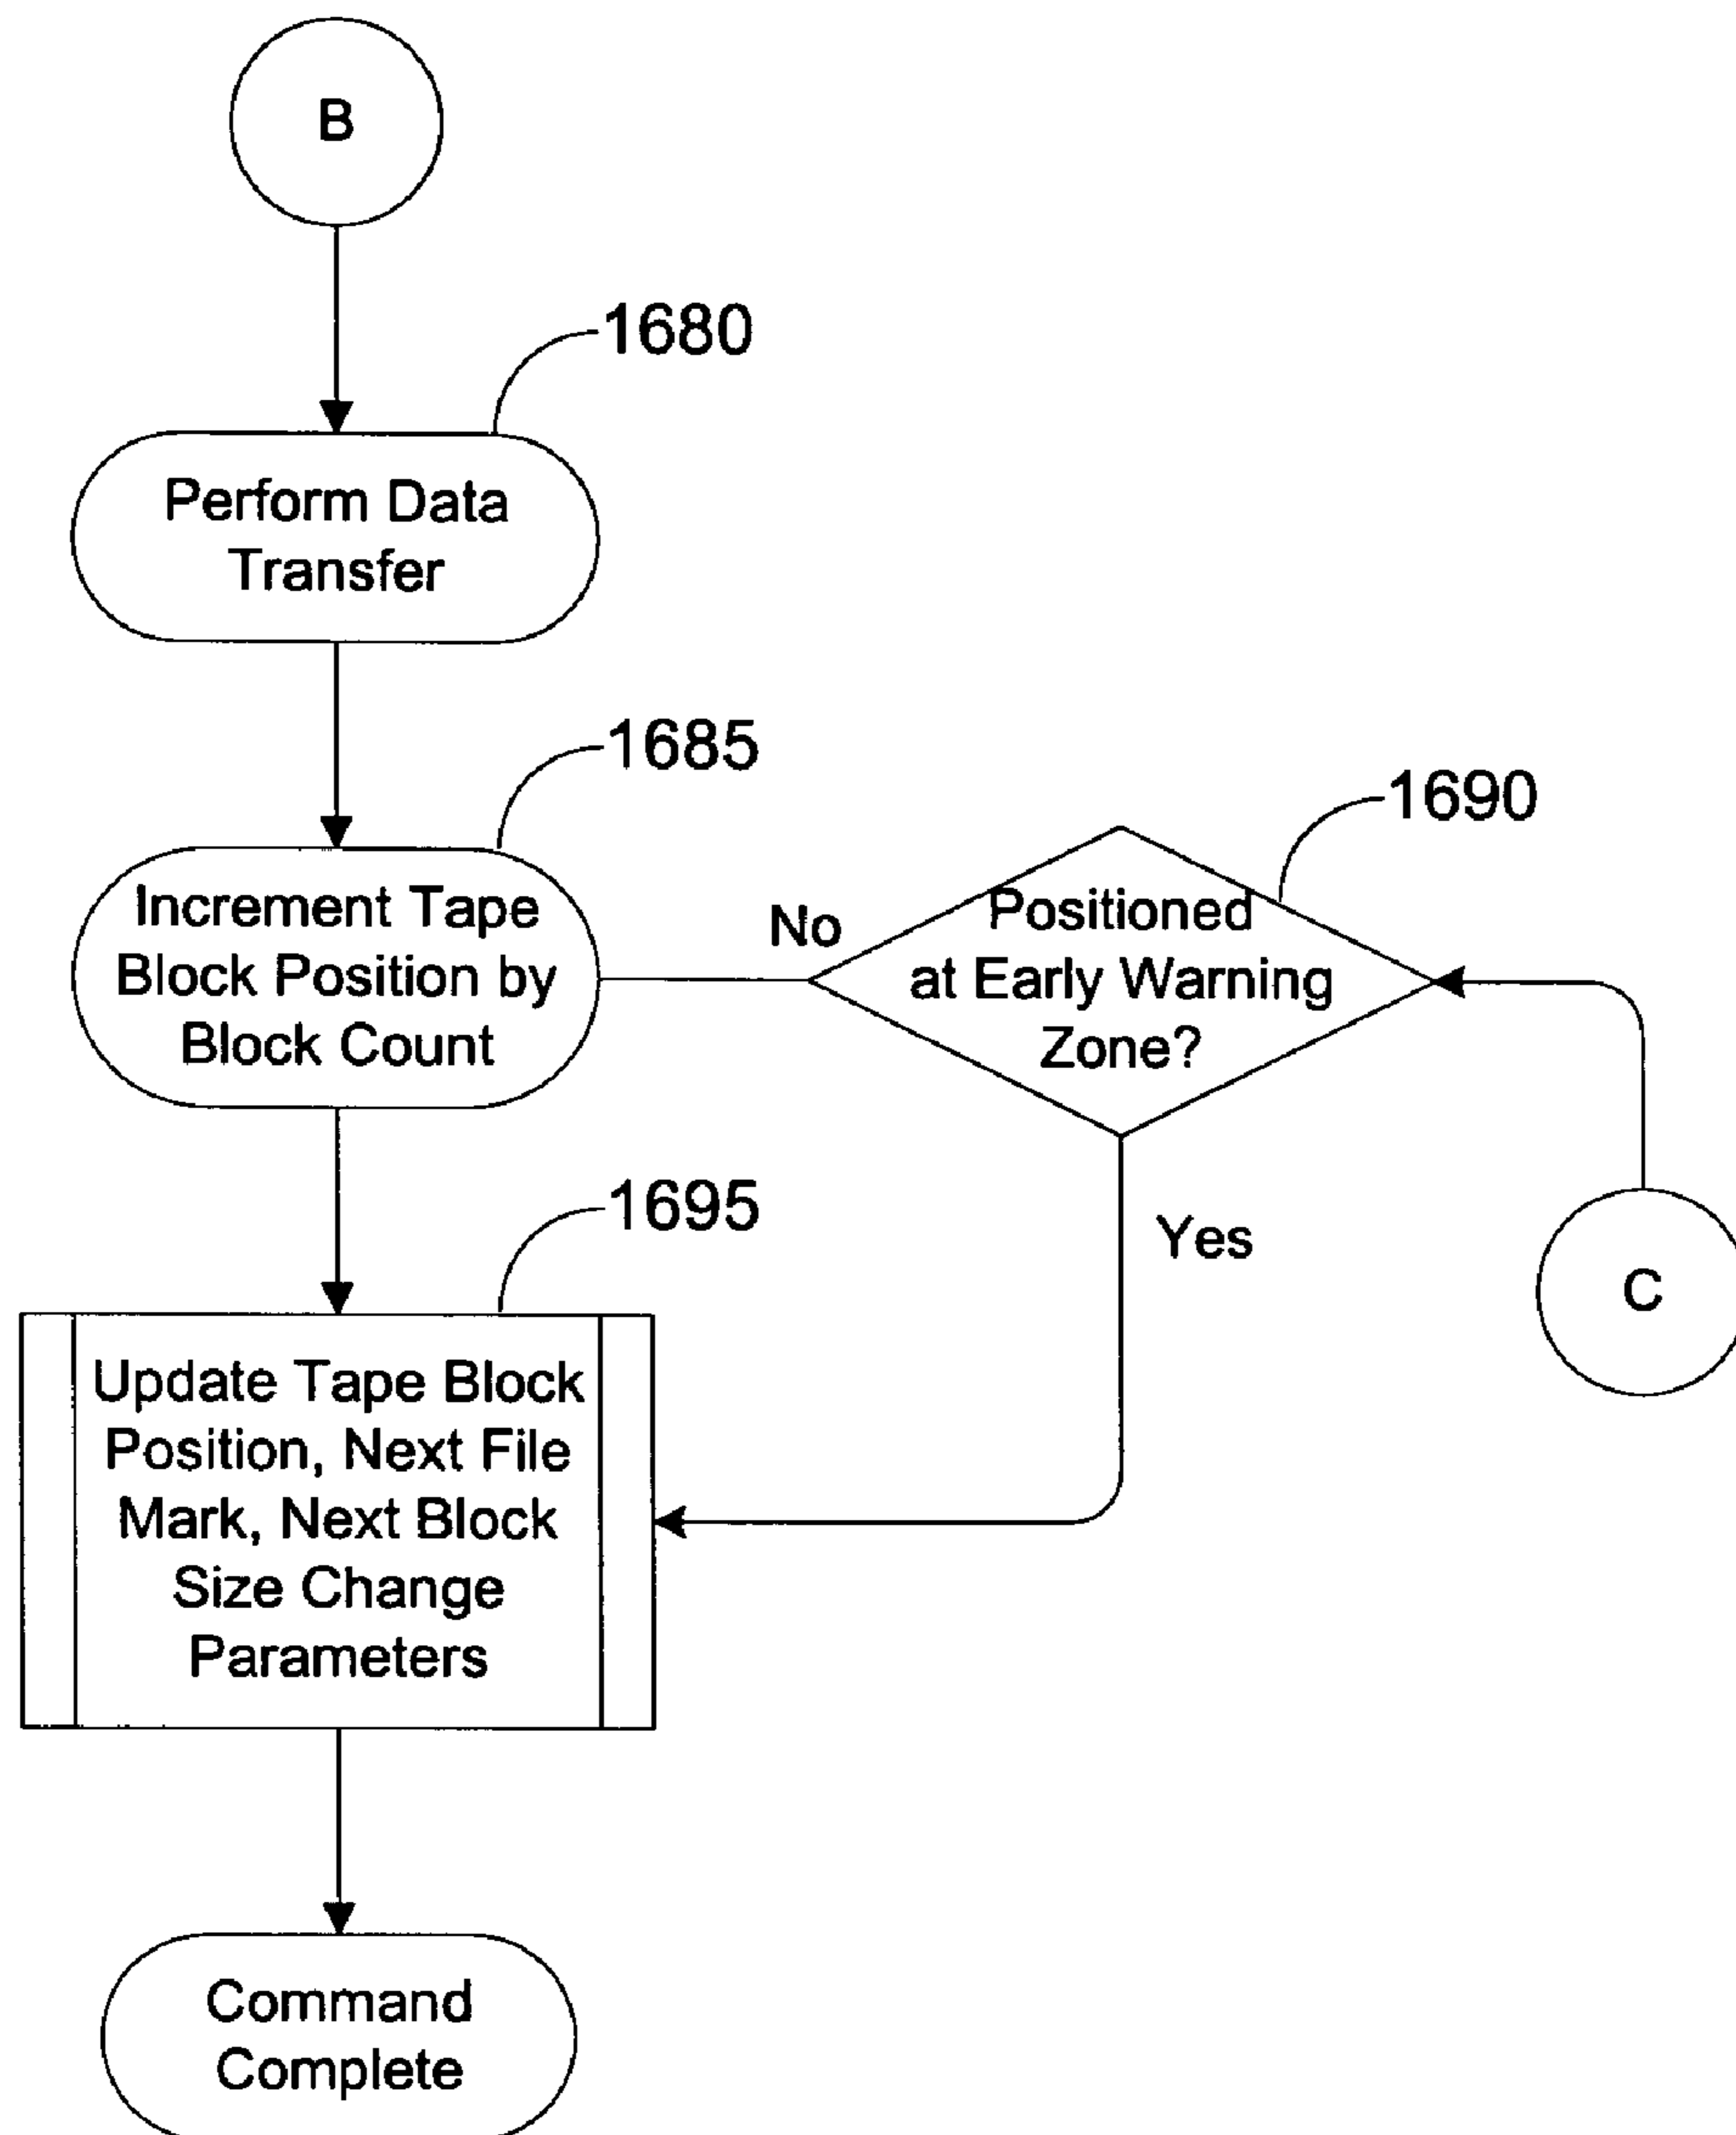 B
1680
Perform Data
Transfer
1685
Increment Tape
Block Position by
Block Count
No
1690
Positioned
at Early Warning
Zone?
Yes
C
1695
Update Tape Block
Position, Next File
Mark, Next Block
Size Change
Parameters
Command
Complete